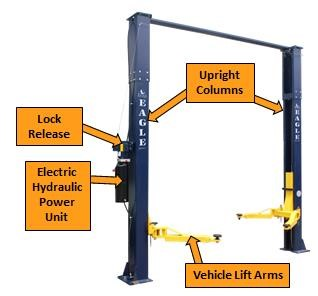 Upright
Columns
EAGLE
EAGLE
Lock
Release
Electric
Hydraulic
Power
Unit
Vehicle Lift Arms